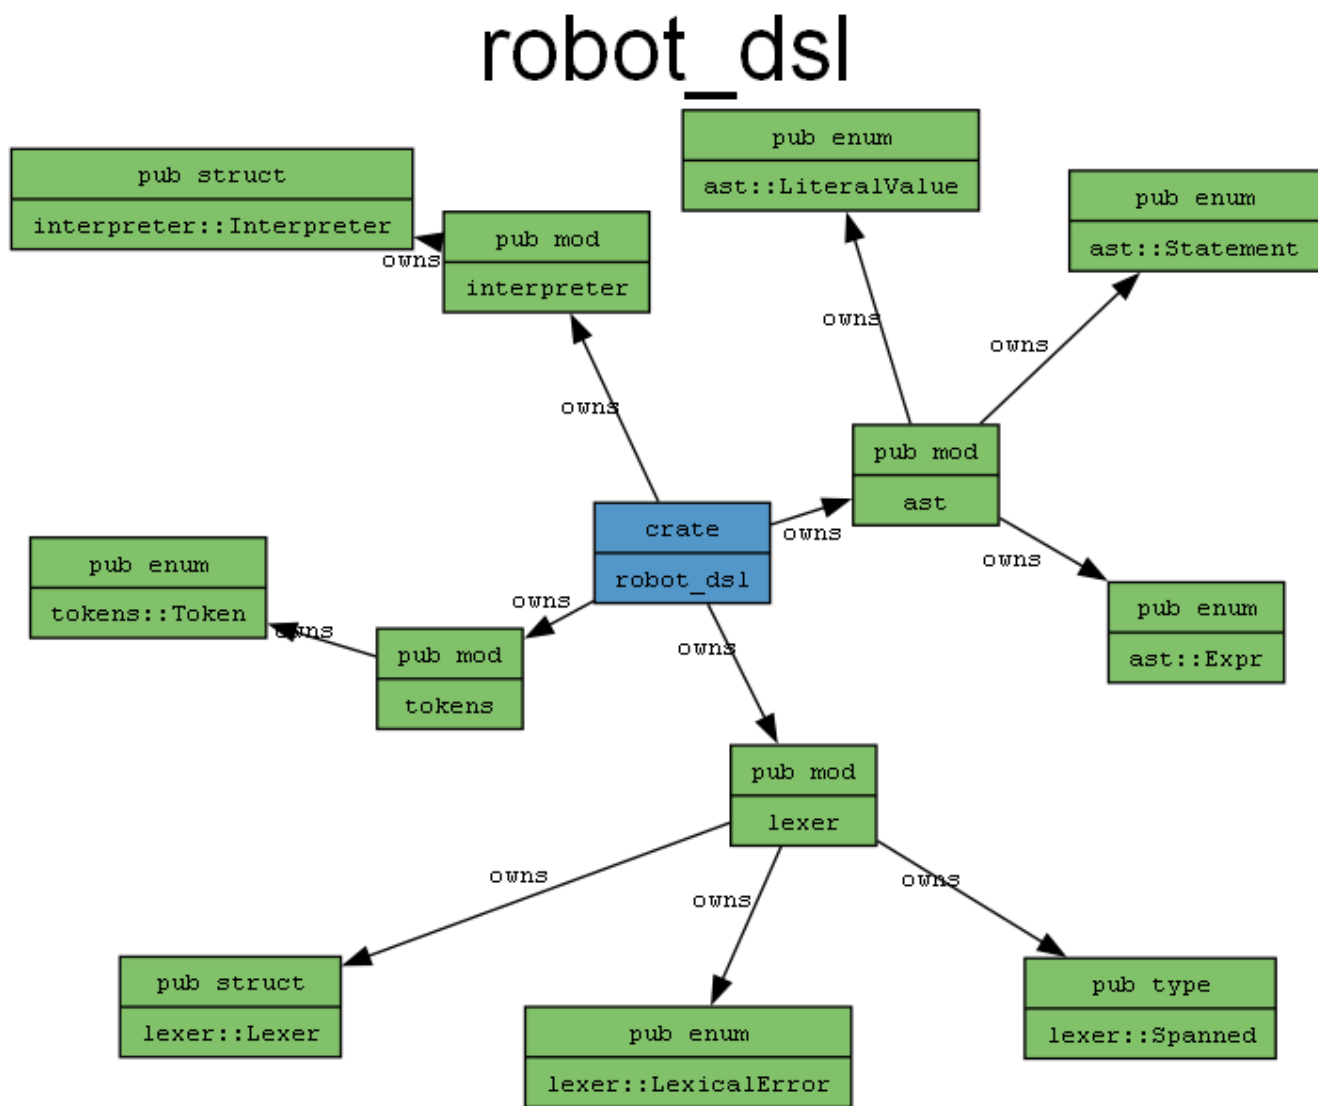 robot_dsl
pub enum
ast::LiteralValue
pub struct
interpreter::Interpreter
pub enum
ast::Statement
pub mod
interpreter
owns
owns
owns
owns
pub mod
ast
crate
robot_dsl
owns
owns
pub enum
tokens::Token
owns
owns
pub mod
tokens
pub enum
ast::Expr
owns
pub mod
lexer
owns
owns
owns
pub struct
lexer::Lexer
pub type
lexer::Spanned
pub enum
lexer::LexicalError